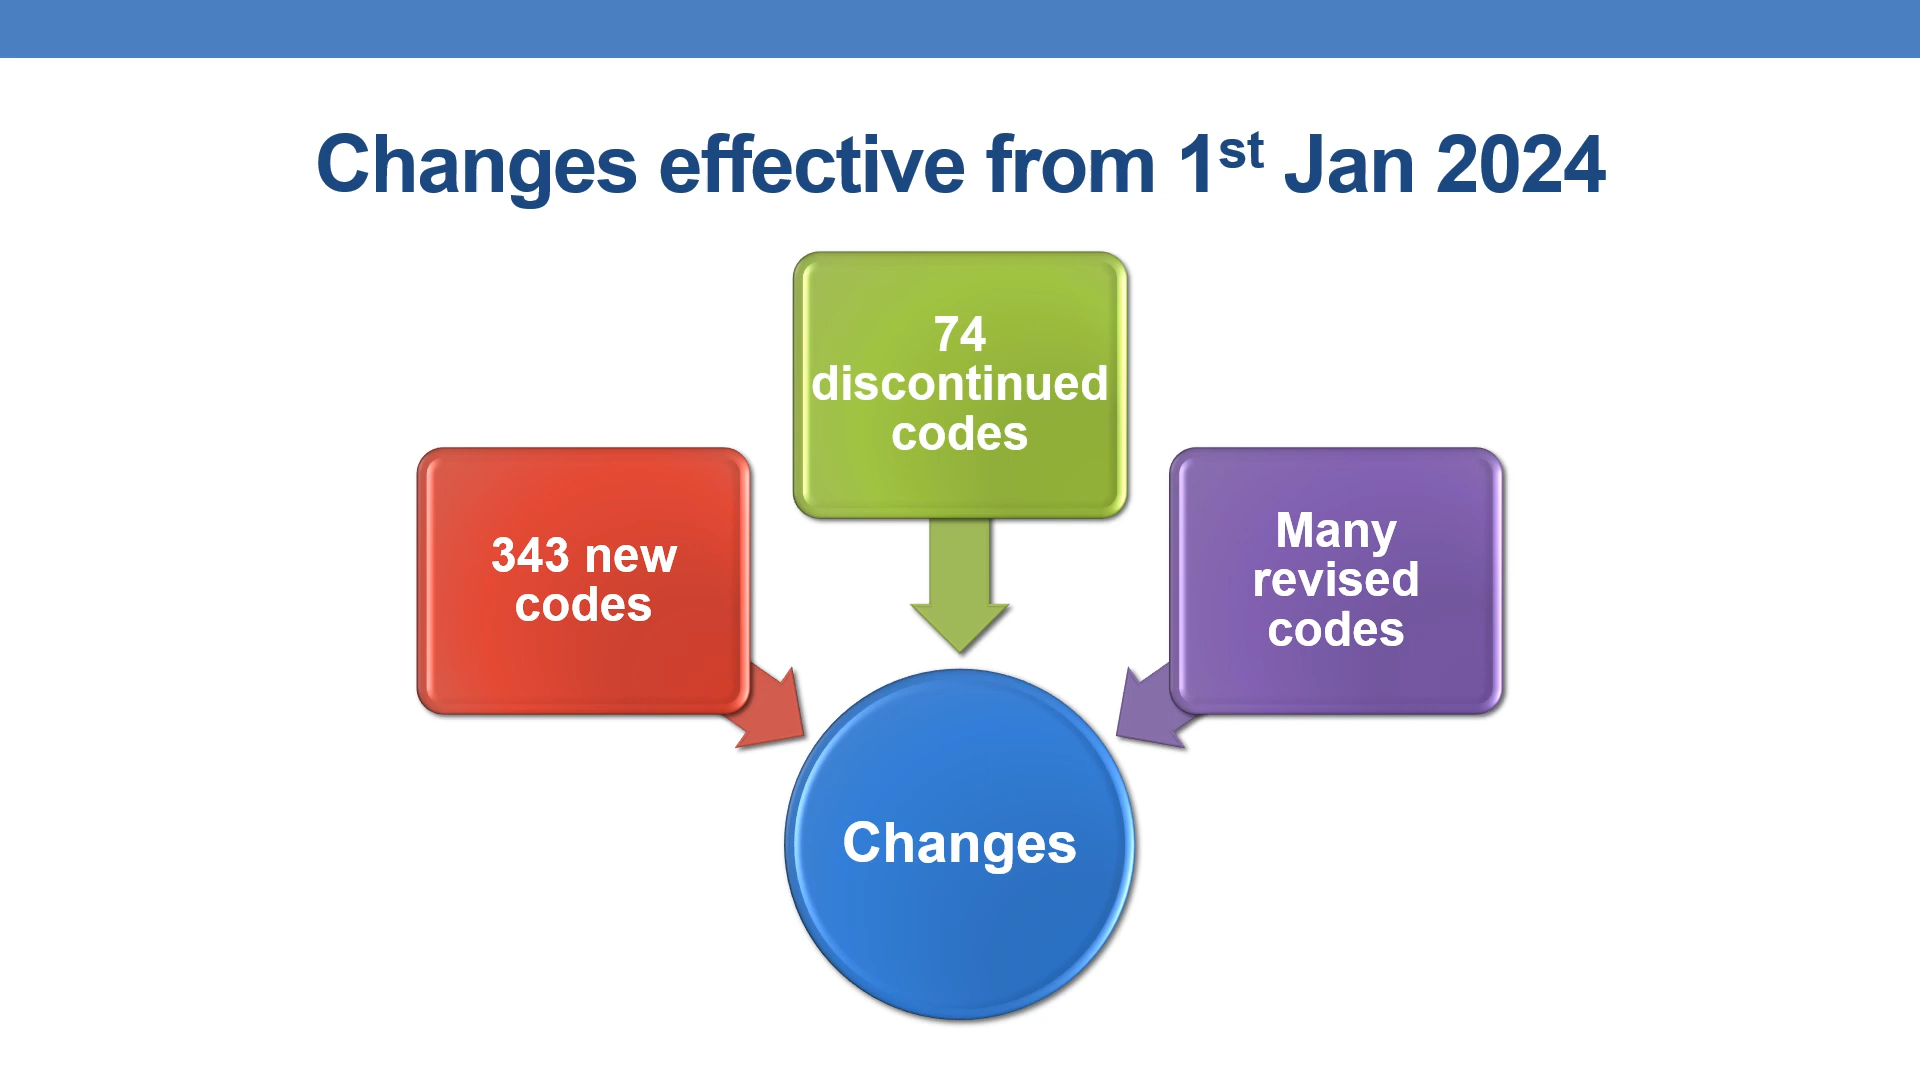 Changes effective from 1st Jan 2024
74
discontinued
codes
343 new
codes
Many
revised
codes
Changes